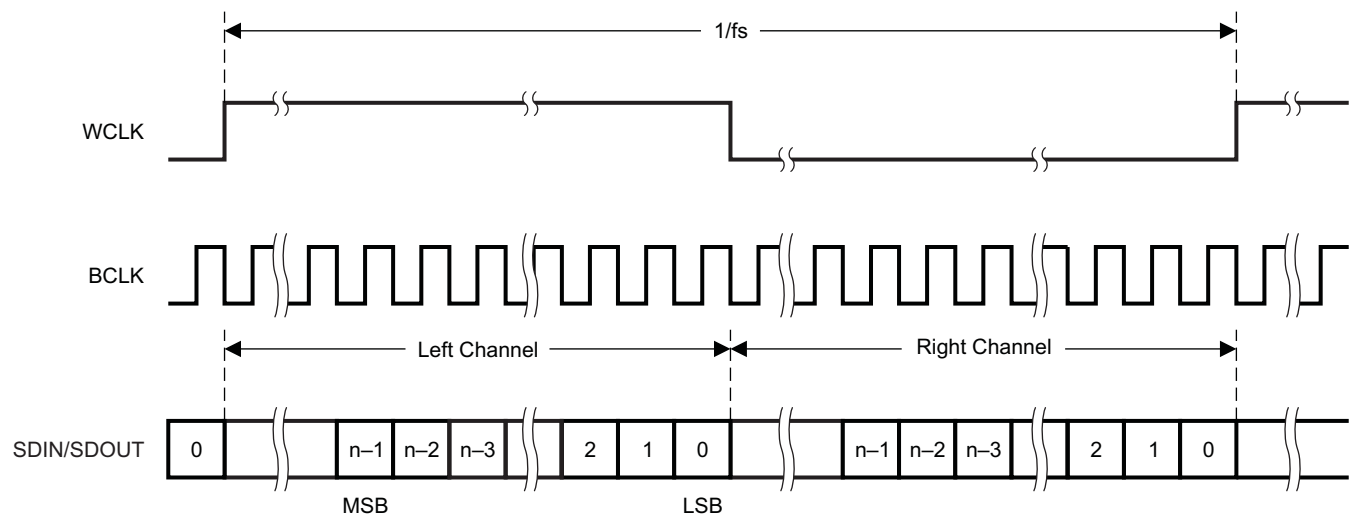 1/fs
WCLK
BCLK
Left Channel
Right Channel
SDIN/SDOUT
0 n–1 n–2 n–3 2 1 0 n–1 n–2 n–3 2 1 0
MSB LSB